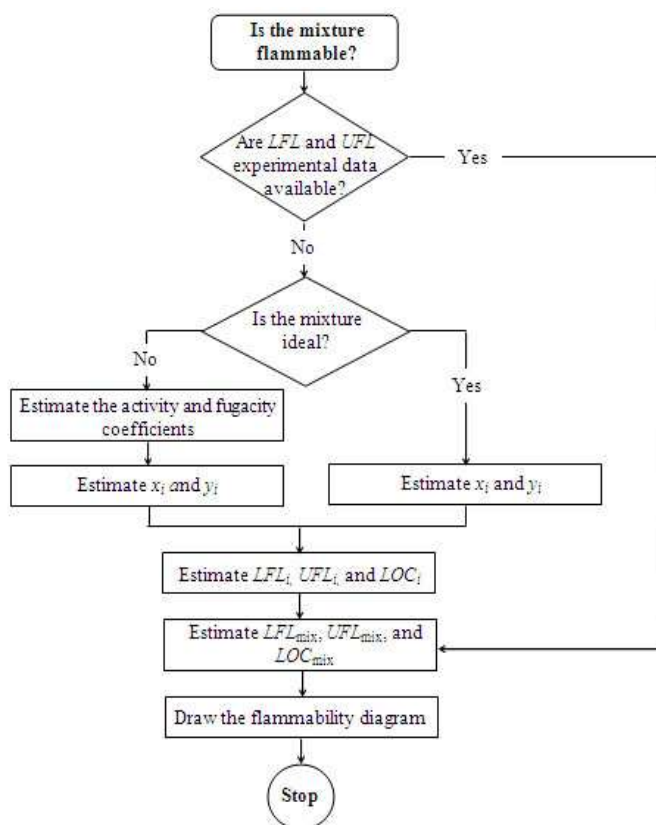 Is the mixture
flammable?
Are LFL and UFL
experimental data
available?
Yes
No
Is the mixture
ideal?
No
Yes
Estimate the activity and fugacity
coefficients
Estimate xᵢ and yᵢ
Estimate xᵢ and yᵢ
Estimate LFLᵢ, UFLᵢ, and LOCᵢ
Estimate LFLmix, UFLmix, and
LOCmix
Draw the flammability diagram
Stop